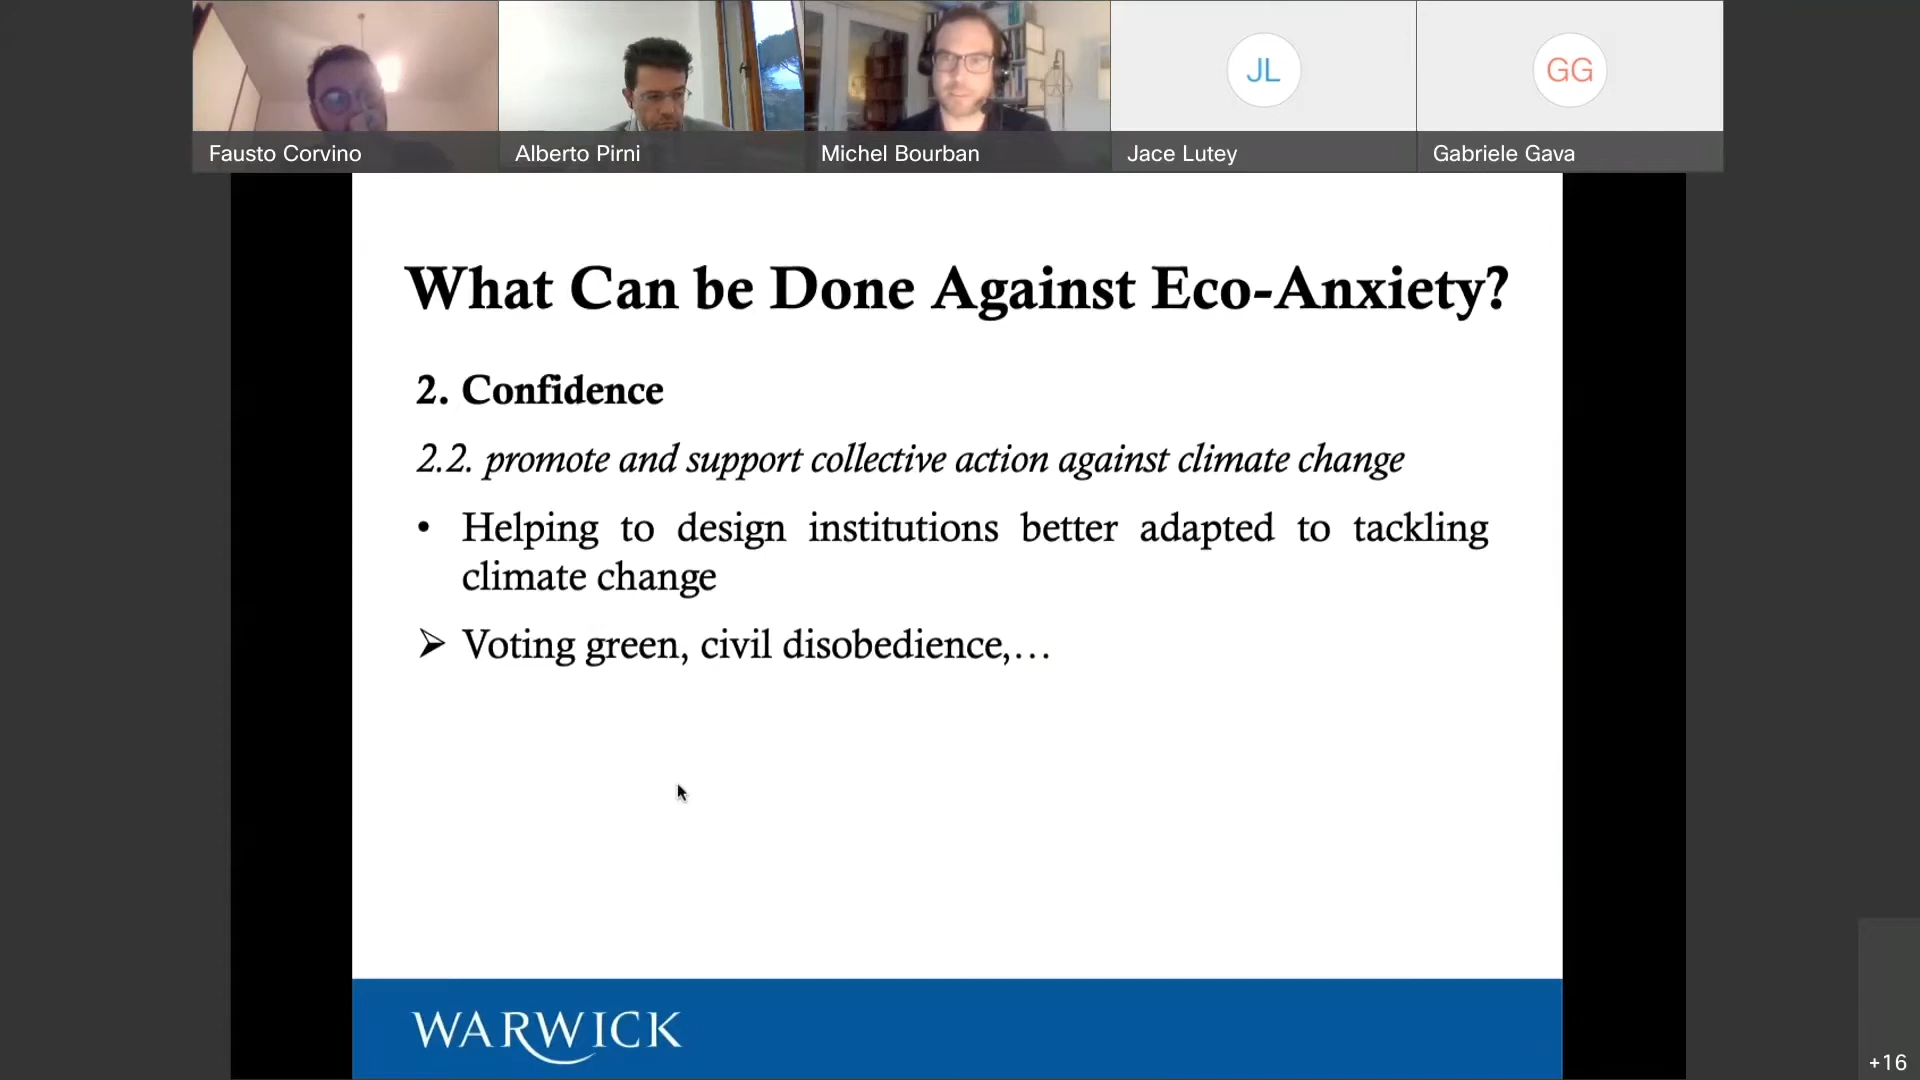 JL
GG
Fausto Corvino
Alberto Pirni
Michel Bourban
Jace Lutey
Gabriele Gava
What Can be Done Against Eco-Anxiety?
2. Confidence
2.2. promote and support collective action against climate change
• Helping to design institutions better adapted to tackling
climate change
➢ Voting green, civil disobedience,…
WARWICK
+16